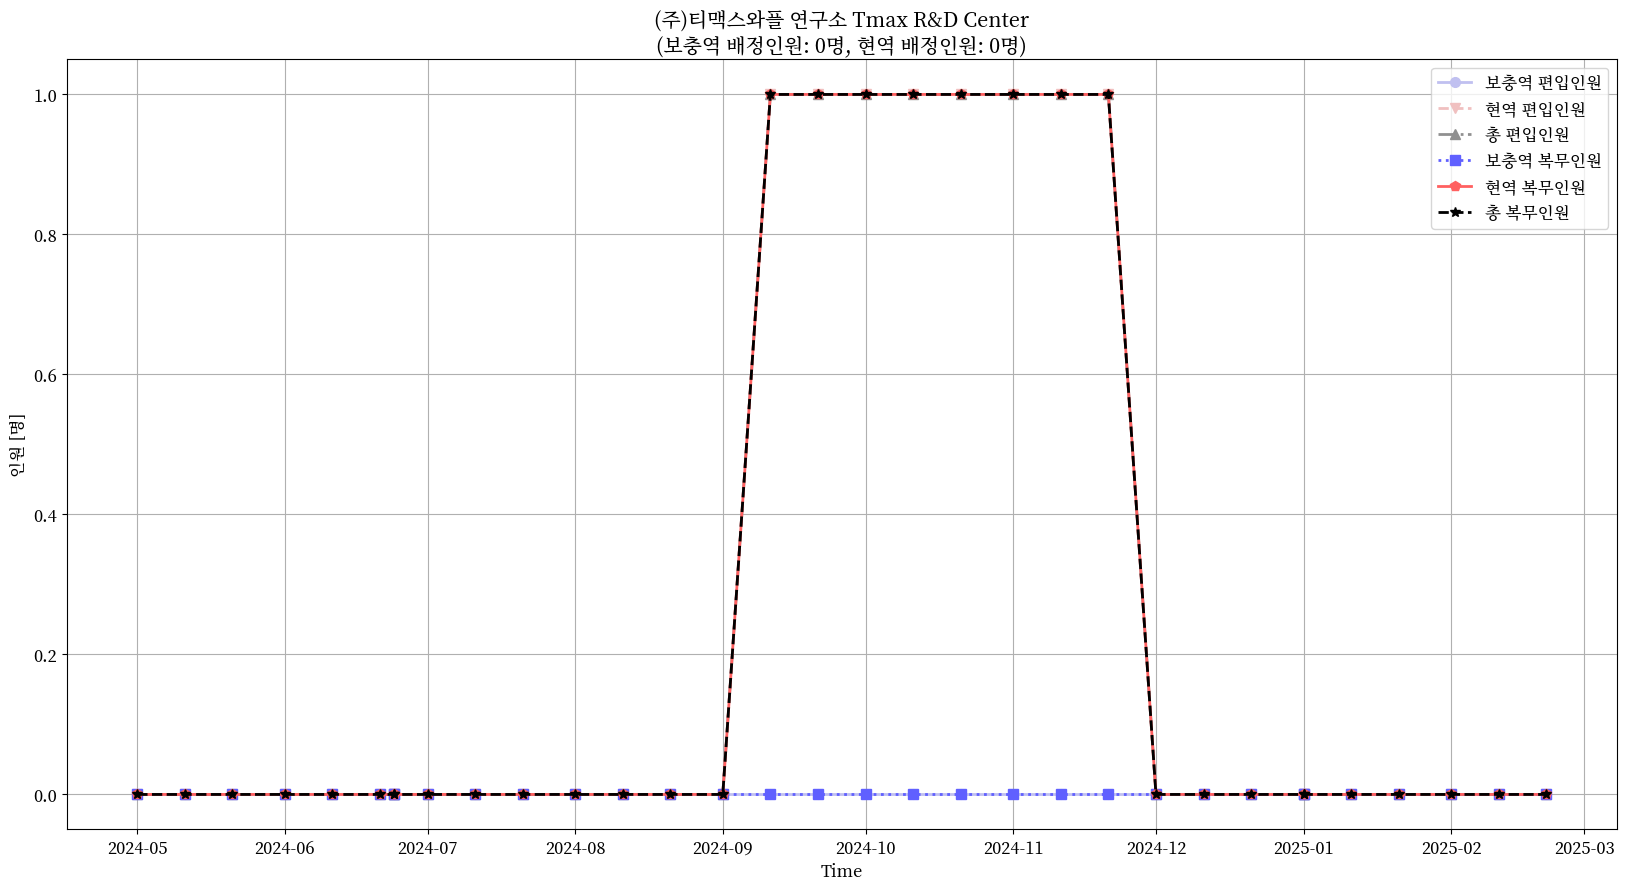 (주)티맥스와플 연구소 Tmax R&D Center
(보충역 배정인원: 0명, 현역 배정인원: 0명)
보충역 편입인원
현역 편입인원
총 편입인원
보충역 복무인원
현역 복무인원
총 복무인원
인원 [명]
1.0
0.8
0.6
0.4
0.2
0.0
2024-05 2024-06 2024-07 2024-08 2024-09 2024-10 2024-11 2024-12 2025-01 2025-02 2025-03
Time